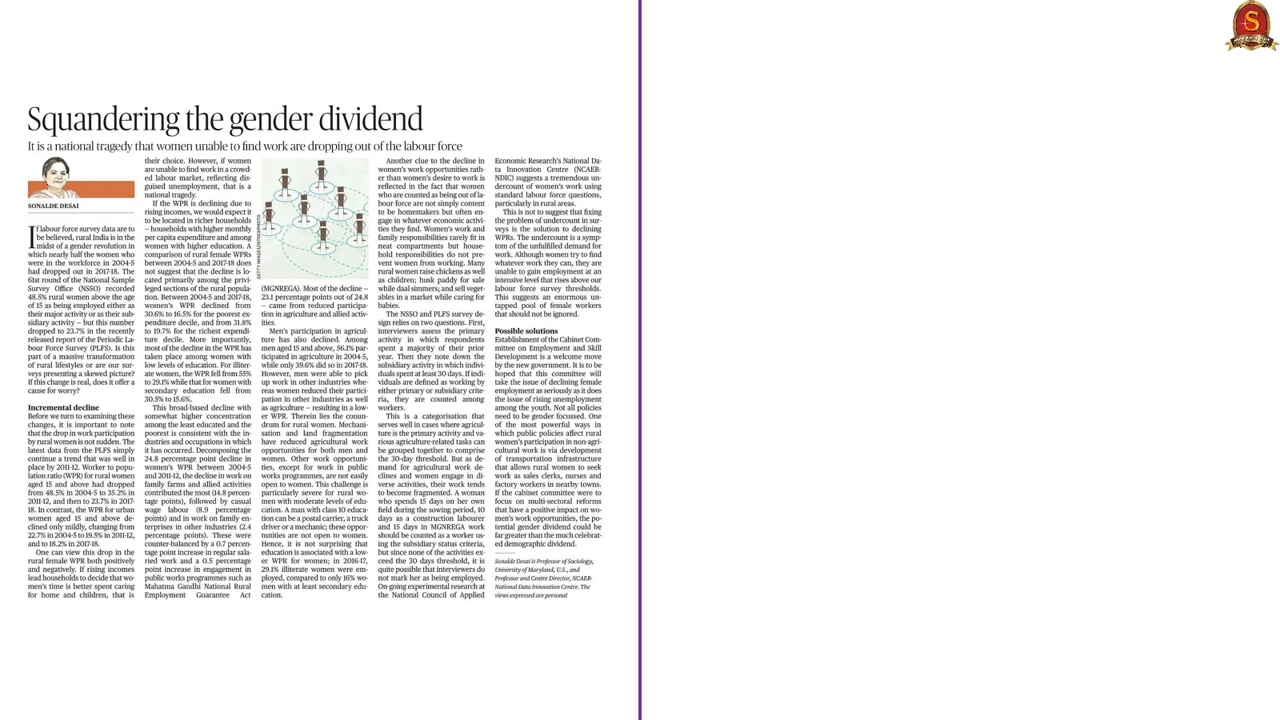 Squandering the gender dividend
It is a national tragedy that women unable to find work are dropping out of the labour force
SONALDE DESAI
If labour force survey data are to
be believed, rural India is in the
midst of a gender revolution in
which nearly half the women who
were in the workforce in 2004-5
had dropped out in 2017-18. The
61st round of the National Sample
Survey Office (NSSO) recorded
48.5% rural women above the age
of 15 as being employed either as
their major activity or as their sub-
sidiary activity – but this number
dropped to 23.7% in the recently
released report of the Periodic La-
bour Force Survey (PLFS). Is this
part of a massive transformation
of rural lifestyles or are our sur-
veys presenting a skewed picture?
If this change is real, does it offer a
cause for worry?
Incremental decline
Before we turn to examining these
changes, it is important to note
that the drop in work participation
by rural women is not sudden. The
latest data from the PLFS simply
continue a trend that was well in
place by 2011-12. Worker to popu-
lation ratio (WPR) for rural women
aged 15 and above had dropped
from 48.5% in 2004-5 to 35.2% in
2011-12, and then to 23.7% in 2017-
18. In contrast, the WPR for urban
women aged 15 and above de-
clined only mildly, changing from
22.7% in 2004-5 to 19.5% in 2011-12,
and to 18.2% in 2017-18.
One can view this drop in the
rural female WPR both positively
and negatively. If rising incomes
lead households to decide that wo-
men's time is better spent caring
for home and children, that is
their choice. However, if women
are unable to find work in a crowd-
ed labour market, reflecting dis-
guised unemployment, that is a
national tragedy.
If the WPR is declining due to
rising incomes, we would expect it
to be located in richer households
– households with higher monthly
per capita expenditure and among
women with higher education. A
comparison of rural female WPRs
between 2004-5 and 2017-18 does
not suggest that the decline is lo-
cated primarily among the privi-
leged sections of the rural popula-
tion. Between 2004-5 and 2017-18,
women's WPR declined from
30.6% to 16.5% for the poorest ex-
penditure decile, and from 31.8%
to 19.7% for the richest expendi-
ture decile. More importantly,
most of the decline in the WPR has
taken place among women with
low levels of education. For illiter-
ate women, the WPR fell from 55%
to 29.1% while that for women with
secondary education fell from
30.5% to 15.6%.
This broad-based decline with
somewhat higher concentration
among the least educated and the
poorest is consistent with the in-
dustries and occupations in which
it has occurred. Decomposing the
24.8 percentage point decline in
women's WPR between 2004-5
and 2011-12, the decline in work on
family farms and allied activities
contributed the most (14.8 percen-
tage points), followed by casual
wage labour (8.9 percentage
points) and in work on family en-
terprises in other industries (2.4
percentage points). These were
counter-balanced by a 0.7 percen-
tage point increase in regular sala-
ried work and a 0.5 percentage
point increase in engagement in
public works programmes such as
Mahatma Gandhi National Rural
Employment Guarantee Act
GETTY IMAGES/ISTOCKPHOTO
(MGNREGA). Most of the decline –
23.1 percentage points out of 24.8
– came from reduced participa-
tion in agriculture and allied activ-
ities.
Men's participation in agricul-
ture has also declined. Among
men aged 15 and above, 56.1% par-
ticipated in agriculture in 2004-5,
while only 39.6% did so in 2017-18.
However, men were able to pick
up work in other industries whe-
reas women reduced their partici-
pation in other industries as well
as agriculture – resulting in a low-
er WPR. Therein lies the conun-
drum for rural women. Mechani-
sation and land fragmentation
have reduced agricultural work
opportunities for both men and
women. Other work opportuni-
ties, except for work in public
works programmes, are not easily
open to women. This challenge is
particularly severe for rural wo-
men with moderate levels of edu-
cation. A man with class 10 educa-
tion can be a postal carrier, a truck
driver or a mechanic; these oppor-
tunities are not open to women.
Hence, it is not surprising that
education is associated with a low-
er WPR for women; in 2016-17,
29.1% illiterate women were em-
ployed, compared to only 16% wo-
men with at least secondary edu-
cation.
Another clue to the decline in
women's work opportunities rath-
er than women's desire to work is
reflected in the fact that women
who are counted as being out of la-
bour force are not simply content
to be homemakers but often en-
gage in whatever economic activi-
ties they find. Women's work and
family responsibilities rarely fit in
neat compartments but house-
hold responsibilities do not pre-
vent women from working. Many
rural women raise chickens as well
as children; husk paddy for sale
while daal simmers; and sell veget-
ables in a market while caring for
babies.
The NSSO and PLFS survey de-
sign relies on two questions. First,
interviewers assess the primary
activity in which respondents
spent a majority of their prior
year. Then they note down the
subsidiary activity in which indivi-
duals spent at least 30 days. If indi-
viduals are defined as working by
either primary or subsidiary crite-
ria, they are counted among
workers.
This is a categorisation that
serves well in cases where agricul-
ture is the primary activity and va-
rious agriculture-related tasks can
be grouped together to comprise
the 30-day threshold. But as de-
mand for agricultural work de-
clines and women engage in di-
verse activities, their work tends
to become fragmented. A woman
who spends 15 days on her own
field during the sowing period, 10
days as a construction labourer
and 15 days in MGNREGA work
should be counted as a worker us-
ing the subsidiary status criteria,
but since none of the activities ex-
ceed the 30 days threshold, it is
quite possible that interviewers do
not mark her as being employed.
On-going experimental research at
the National Council of Applied
Economic Research's National Da-
ta Innovation Centre (NCAER-
NDIC) suggests a tremendous un-
dercount of women's work using
standard labour force questions,
particularly in rural areas.
This is not to suggest that fixing
the problem of undercount in sur-
veys is the solution to declining
WPRs. The undercount is a symp-
tom of the unfulfilled demand for
work. Although women try to find
whatever work they can, they are
unable to gain employment at an
intensive level that rises above our
labour force survey thresholds.
This suggests an enormous un-
tapped pool of female workers
that should not be ignored.
Possible solutions
Establishment of the Cabinet Com-
mittee on Employment and Skill
Development is a welcome move
by the new government. It is to be
hoped that this committee will
take the issue of declining female
employment as seriously as it does
the issue of rising unemployment
among the youth. Not all policies
need to be gender focussed. One
of the most powerful ways in
which public policies affect rural
women's participation in non-agri-
cultural work is via development
of transportation infrastructure
that allows rural women to seek
work as sales clerks, nurses and
factory workers in nearby towns.
If the cabinet committee were to
focus on multi-sectoral reforms
that have a positive impact on wo-
men's work opportunities, the po-
tential gender dividend could be
far greater than the much celebrat-
ed demographic dividend.
Sonalde Desai is Professor of Sociology,
University of Maryland, U.S., and
Professor and Centre Director, NCAER-
National Data Innovation Centre. The
views expressed are personal
S